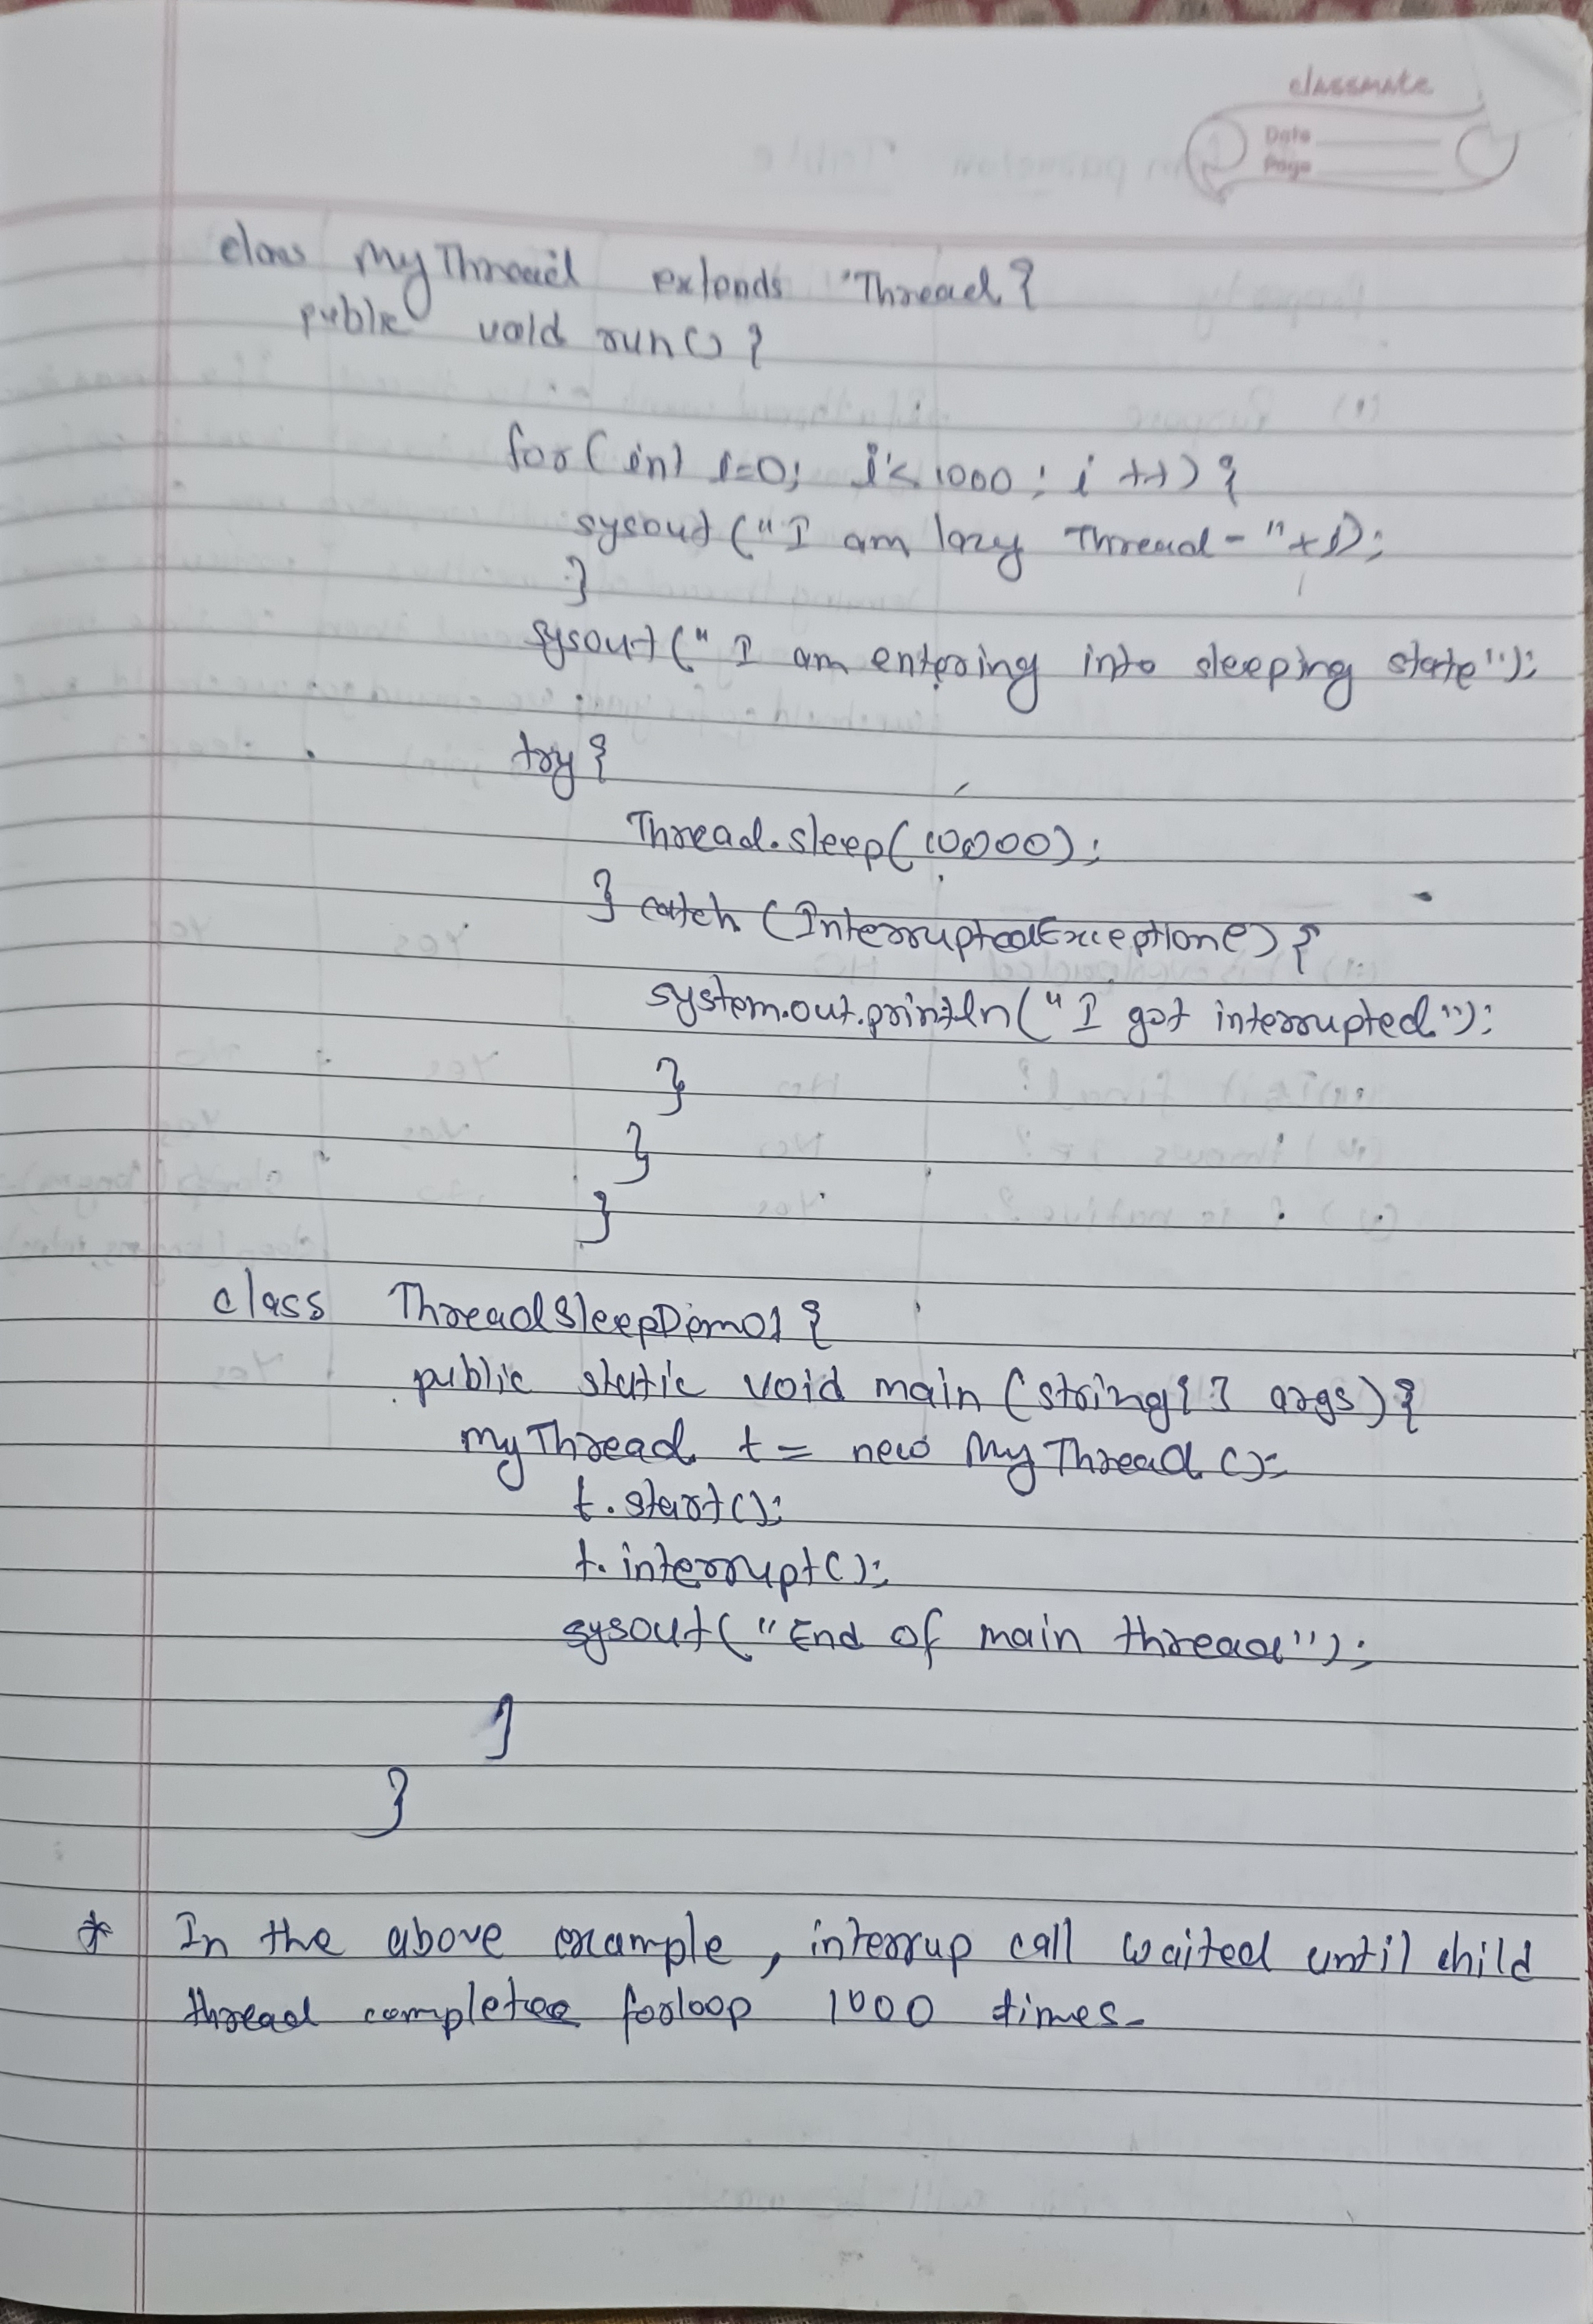 classmate
Date
Page
class MyThread extends Thread {
public void run() {
for (int i=0; i<1000; i++) {
sysout ("I am lazy Thread - "+i);
}
sysout ("I am entering into sleeping state");
try {
Thread.sleep(10000);
} catch (InterruptedException e) {
system.out.println("I got interrupted");
}
}
}
class ThreadSleepDemo1 {
public static void main (string[] args) {
myThread t = new MyThread ();
t.start();
t.interrupt();
sysout ("End of main thread");
}
}
* In the above example, interrup call waited until child
thread completes forloop 1000 times.